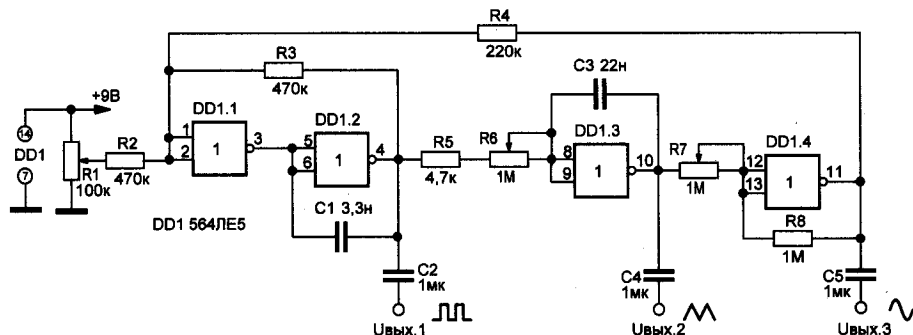 R4
220к
R3
470к
C3 22н
+9В
DD1.1
DD1.2
DD1.3
DD1.4
14
DD1
7
R1
100к
R2
470к
1
2
1
3
5
6
1
4
R5
4,7к
R6
1М
8
9
1
10
R7
1М
12
13
1
11
DD1 564ЛЕ5
C1 3,3н
R8
1М
C2
1мк
C4
1мк
C5
1мк
Uвых.1
Uвых.2
Uвых.3